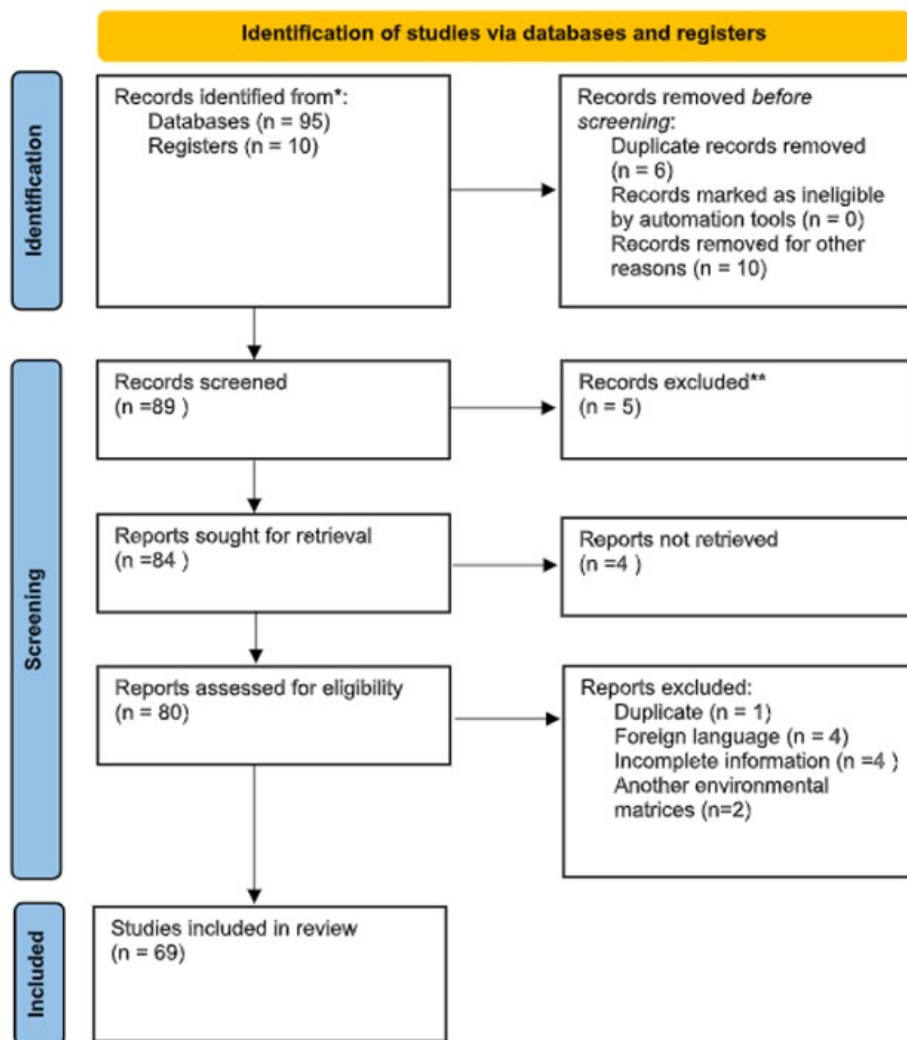 Identification of studies via databases and registers
Identification
Records identified from*:
Databases (n = 95)
Registers (n = 10)
Records removed before
screening:
Duplicate records removed
(n = 6)
Records marked as ineligible
by automation tools (n = 0)
Records removed for other
reasons (n = 10)
Screening
Records screened
(n =89 )
Records excluded**
(n = 5)
Reports sought for retrieval
(n =84 )
Reports not retrieved
(n =4 )
Reports assessed for eligibility
(n = 80)
Reports excluded:
Duplicate (n = 1)
Foreign language (n = 4)
Incomplete information (n =4 )
Another environmental
matrices (n=2)
Included
Studies included in review
(n = 69)